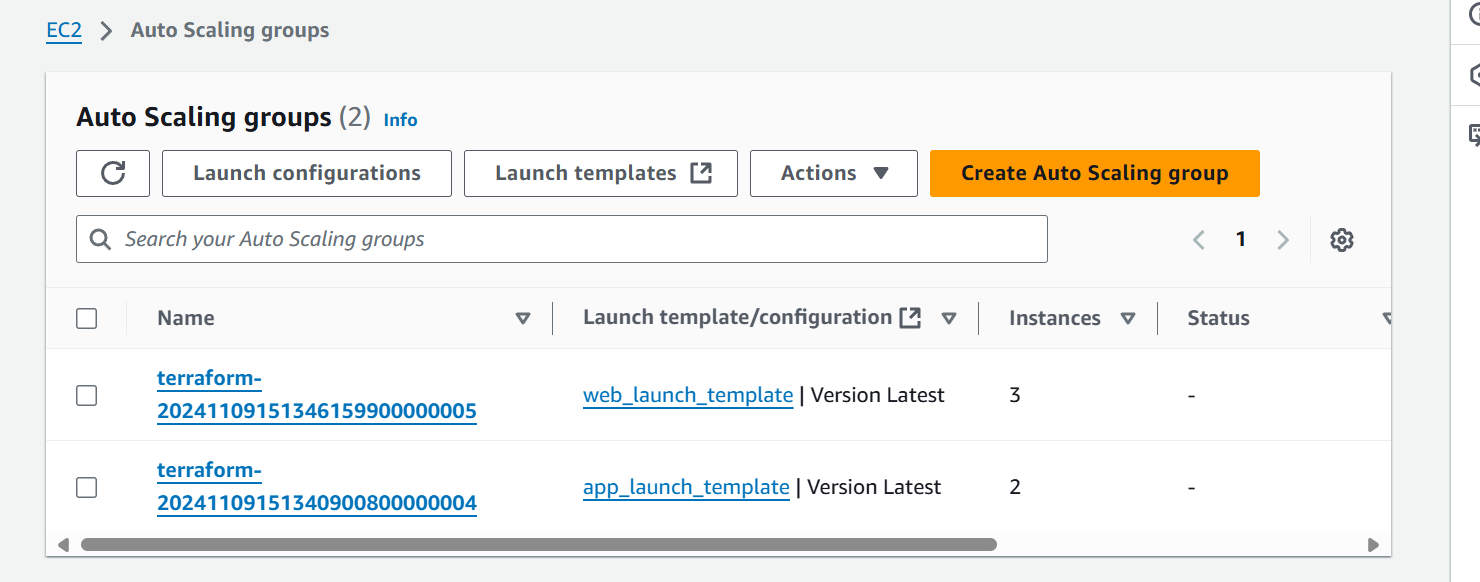 EC2 > Auto Scaling groups
Auto Scaling groups (2) Info
Launch configurations Launch templates Actions Create Auto Scaling group
Search your Auto Scaling groups 1
Name Launch template/configuration Instances Status
terraform-
20241109151346159900000005 web_launch_template | Version Latest 3 -
terraform-
20241109151340900800000004 app_launch_template | Version Latest 2 -